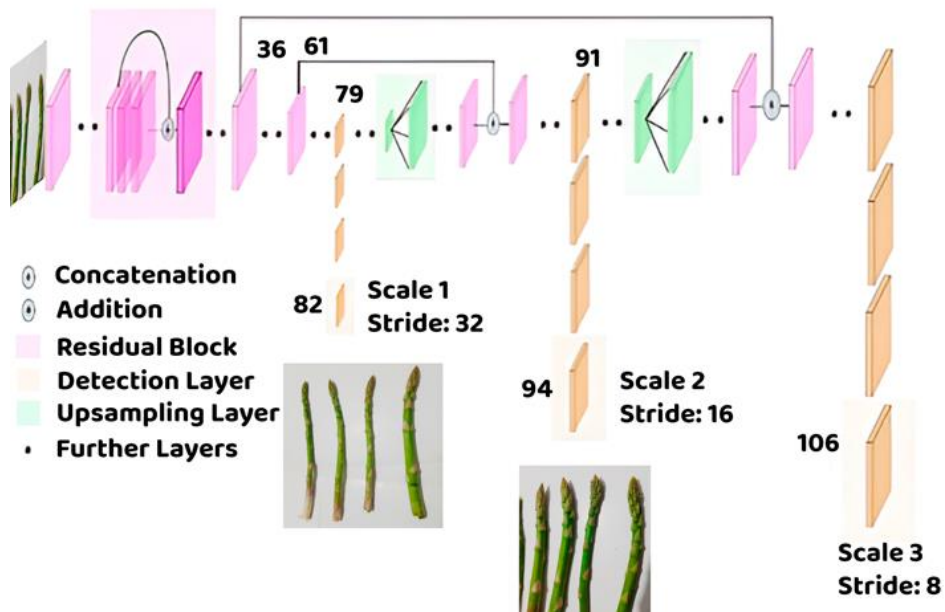 36
61
79
91
Concatenation
Addition
Residual Block
Detection Layer
Upsampling Layer
Further Layers
82
Scale 1
Stride: 32
94
Scale 2
Stride: 16
106
Scale 3
Stride: 8